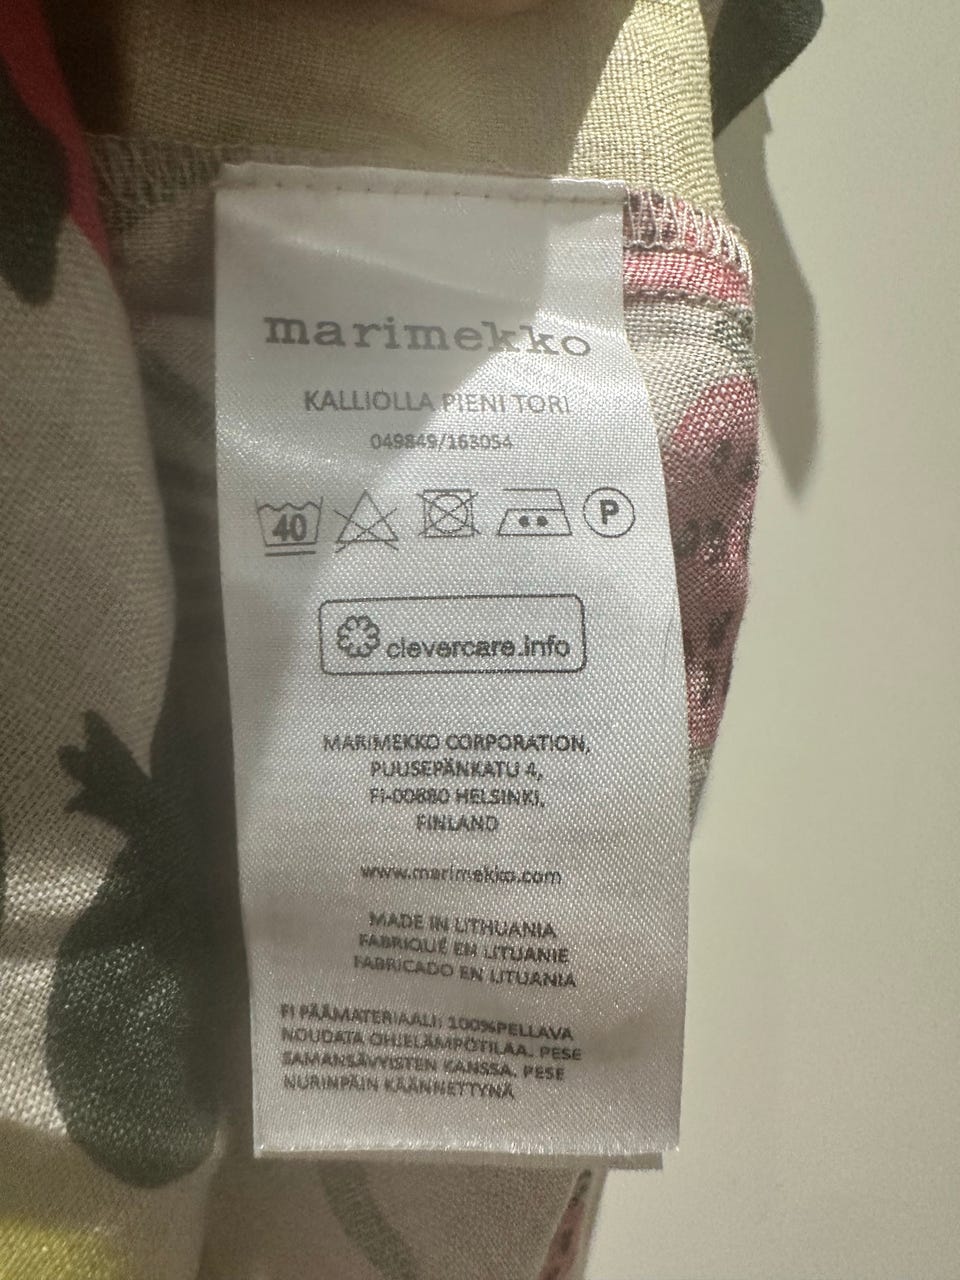 marimekko
KALLIOLLA PIENI TORI
049849/163054
40
P
clevercare.info
MARIMEKKO CORPORATION,
PUUSEPÄNKATU 4,
FI-00880 HELSINKI,
FINLAND
www.marimekko.com
MADE IN LITHUANIA
FABRIQUÉ EN LITUANIE
FABRICADO EN LITUANIA
FI PÄÄMATERIAALI: 100%PELLAVA
NOUDATA OHJELÄMPÖTILAA. PESE
SAMANSÄVYISTEN KANSSA. PESE
NURINPÄIN KÄÄNNETTYNÄ